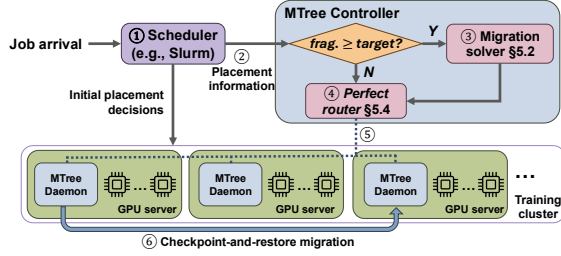 MTree Controller
Job arrival
① Scheduler
(e.g., Slurm)
②
Placement
information
frag. ≥ target?
Y
③ Migration
solver §5.2
N
④ Perfect
router §5.4
Initial placement
decisions
⑤
MTree
Daemon
...
GPU server
MTree
Daemon
...
GPU server
MTree
Daemon
...
GPU server
...
Training
cluster
⑥ Checkpoint-and-restore migration